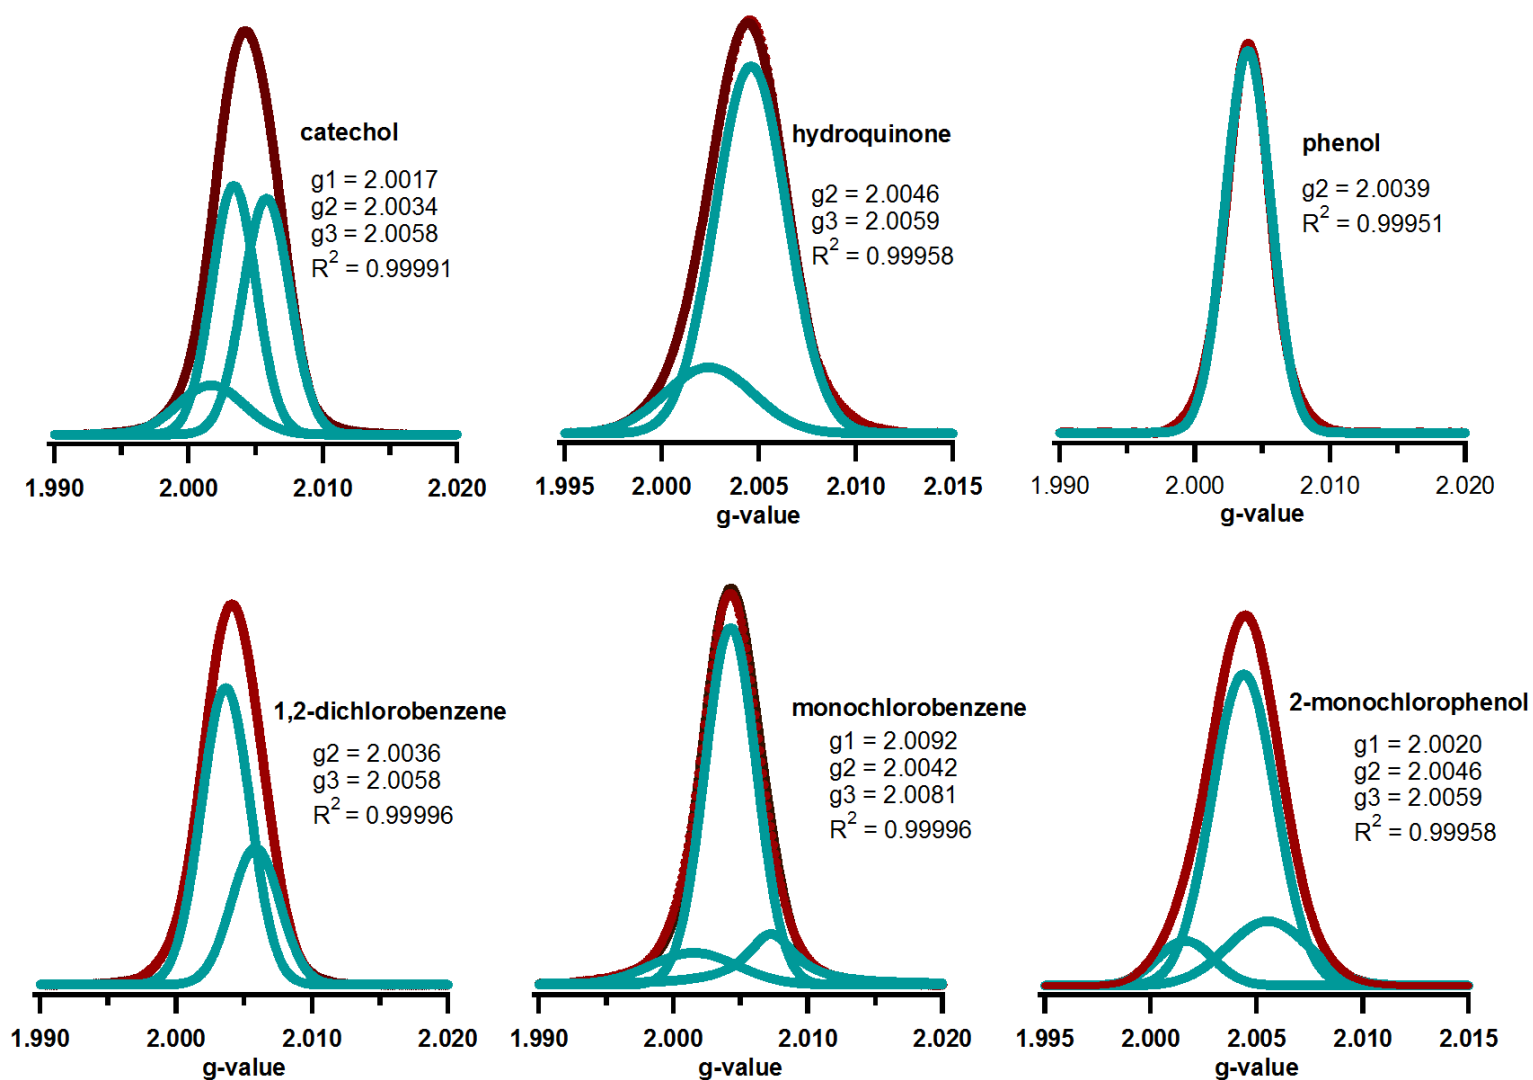 catechol
g1 = 2.0017
g2 = 2.0034
g3 = 2.0058
R² = 0.99991
1.990 2.000 2.010 2.020
hydroquinone
g2 = 2.0046
g3 = 2.0059
R² = 0.99958
1.995 2.000 2.005 2.010 2.015
g-value
phenol
g2 = 2.0039
R² = 0.99951
1.990 2.000 2.010 2.020
g-value
1,2-dichlorobenzene
g2 = 2.0036
g3 = 2.0058
R² = 0.99996
1.990 2.000 2.010 2.020
g-value
monochlorobenzene
g1 = 2.0092
g2 = 2.0042
g3 = 2.0081
R² = 0.99996
1.990 2.000 2.010 2.020
g-value
2-monochlorophenol
g1 = 2.0020
g2 = 2.0046
g3 = 2.0059
R² = 0.99958
1.995 2.000 2.005 2.010 2.015
g-value